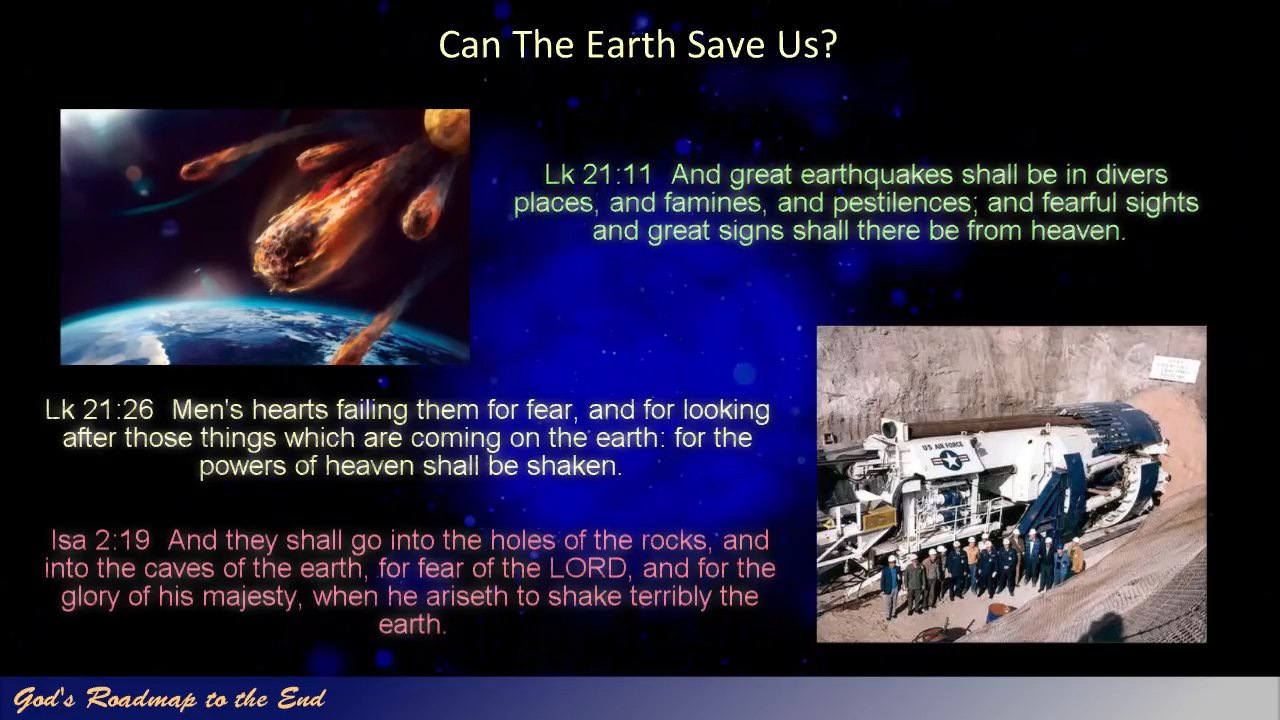 Can The Earth Save Us?
Lk 21:11 And great earthquakes shall be in divers
places, and famines, and pestilences; and fearful sights
and great signs shall there be from heaven.
Lk 21:26 Men's hearts failing them for fear, and for looking
after those things which are coming on the earth: for the
powers of heaven shall be shaken.
Isa 2:19 And they shall go into the holes of the rocks, and
into the caves of the earth, for fear of the LORD, and for the
glory of his majesty, when he ariseth to shake terribly the
earth.
U.S. AIR FORCE
God's Roadmap to the End